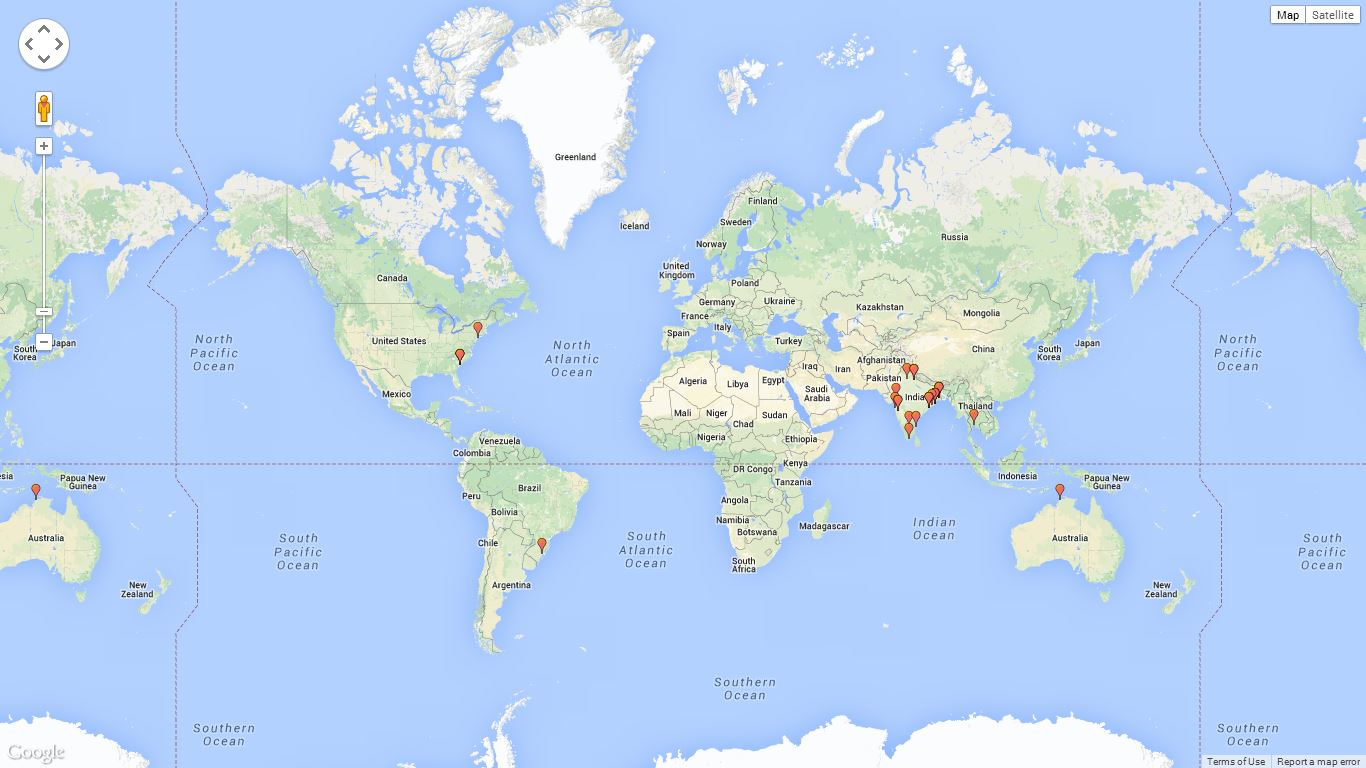 Map
Satellite
Greenland
Finland
Iceland
Sweden
Norway
Russia
Canada
United
Kingdom
Poland
Germany
Ukraine
Kazakhstan
France
Mongolia
Italy
Spain
Turkey
United States
North
Pacific
Ocean
North
Atlantic
Ocean
South
Korea
Japan
China
South
Korea
Japan
North
Pacific
Ocean
Afghanistan
Iraq
Iran
Pakistan
Algeria
Libya
Egypt
Saudi
Arabia
Mexico
India
Thailand
Mali
Niger
Sudan
Chad
Nigeria
Ethiopia
Venezuela
Colombia
Kenya
DR Congo
esia
Papua New
Guinea
Indonesia
Papua New
Guinea
Tanzania
Brazil
Peru
Angola
Bolivia
Namibia
Botswana
Madagascar
Indian
Ocean
Australia
Chile
South
Pacific
Ocean
South
Atlantic
Ocean
Australia
South
Pacific
Ocean
South
Africa
Argentina
New
Zealand
New
Zealand
Southern
Ocean
Southern
Ocean
Southern
Ocean
Google
Terms of Use
Report a map error